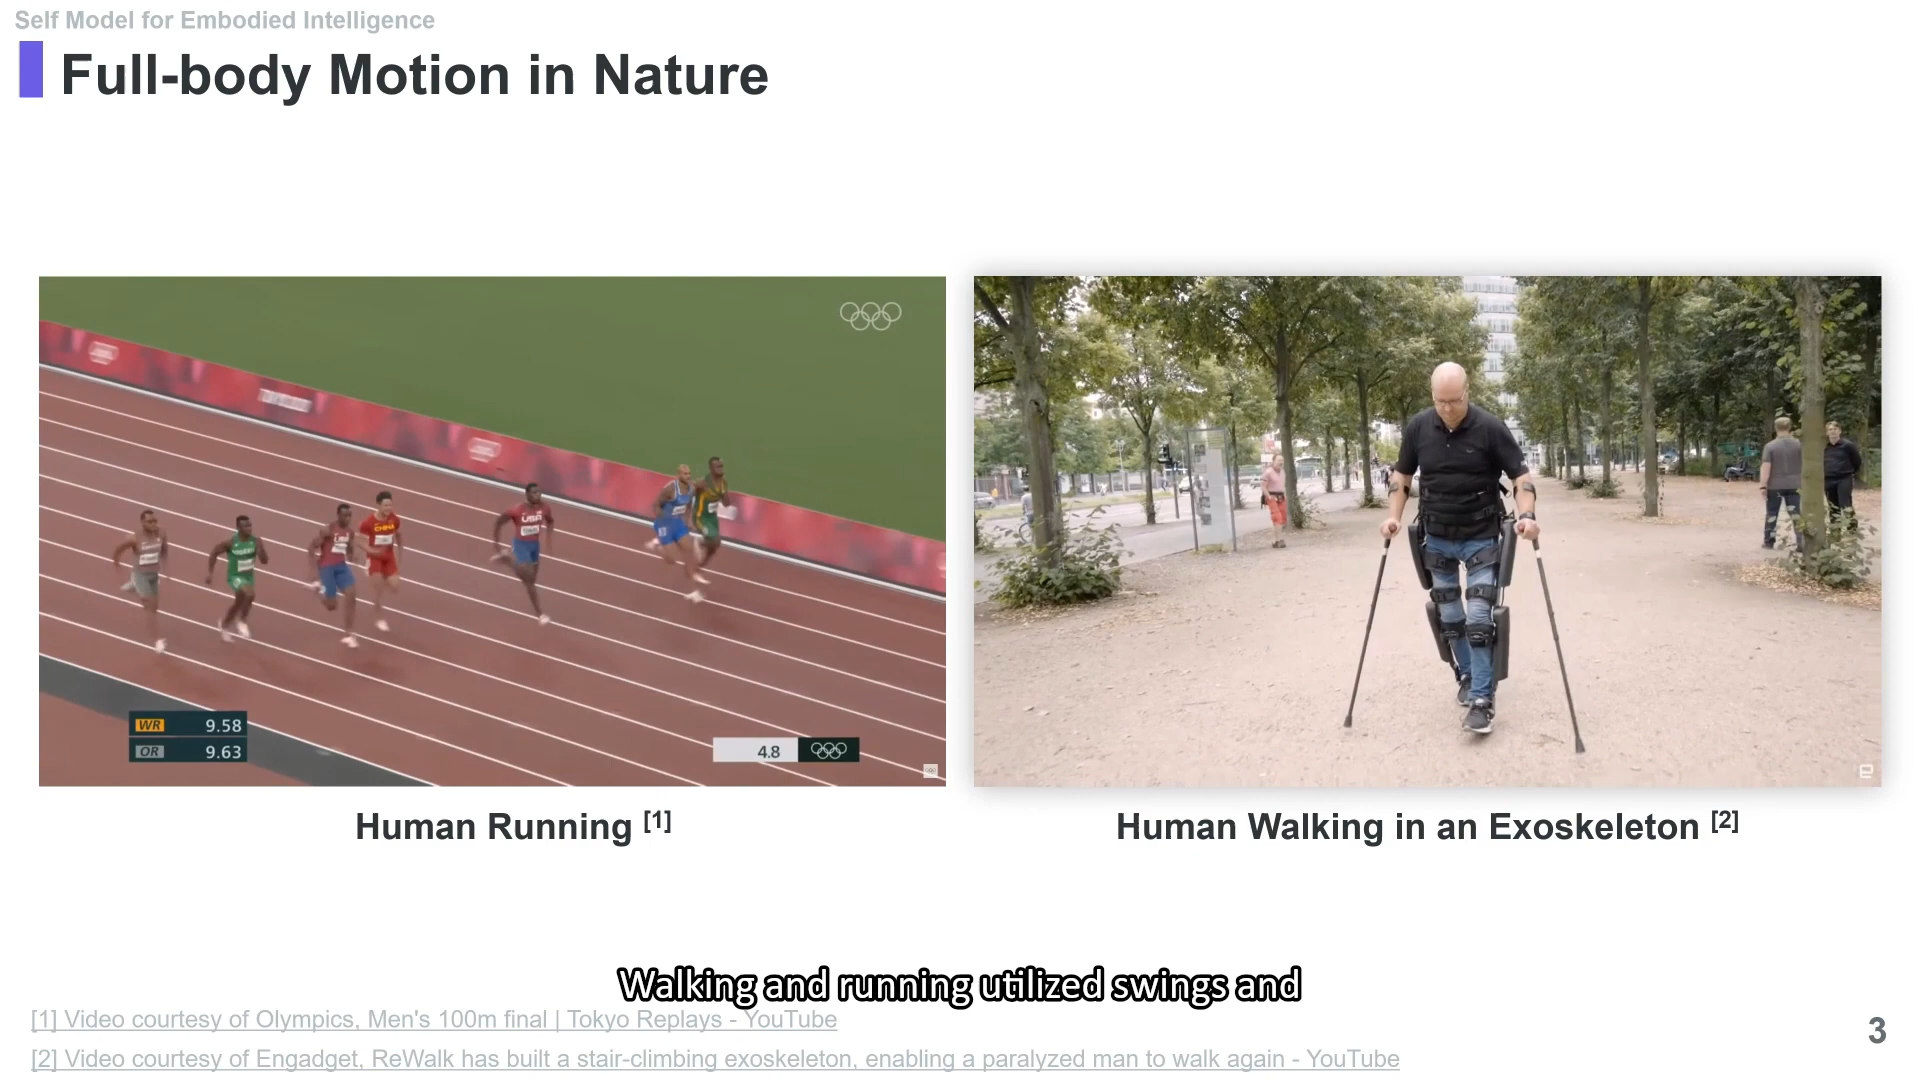 Self Model for Embodied Intelligence
Full-body Motion in Nature
USA
CHINA
WR 9.58
OR 9.63
4.8
Human Running [1]
Human Walking in an Exoskeleton [2]
Walking and running utilized swings and
[1] Video courtesy of Olympics, Men's 100m final | Tokyo Replays - YouTube
[2] Video courtesy of Engadget, ReWalk has built a stair-climbing exoskeleton, enabling a paralyzed man to walk again - YouTube
3